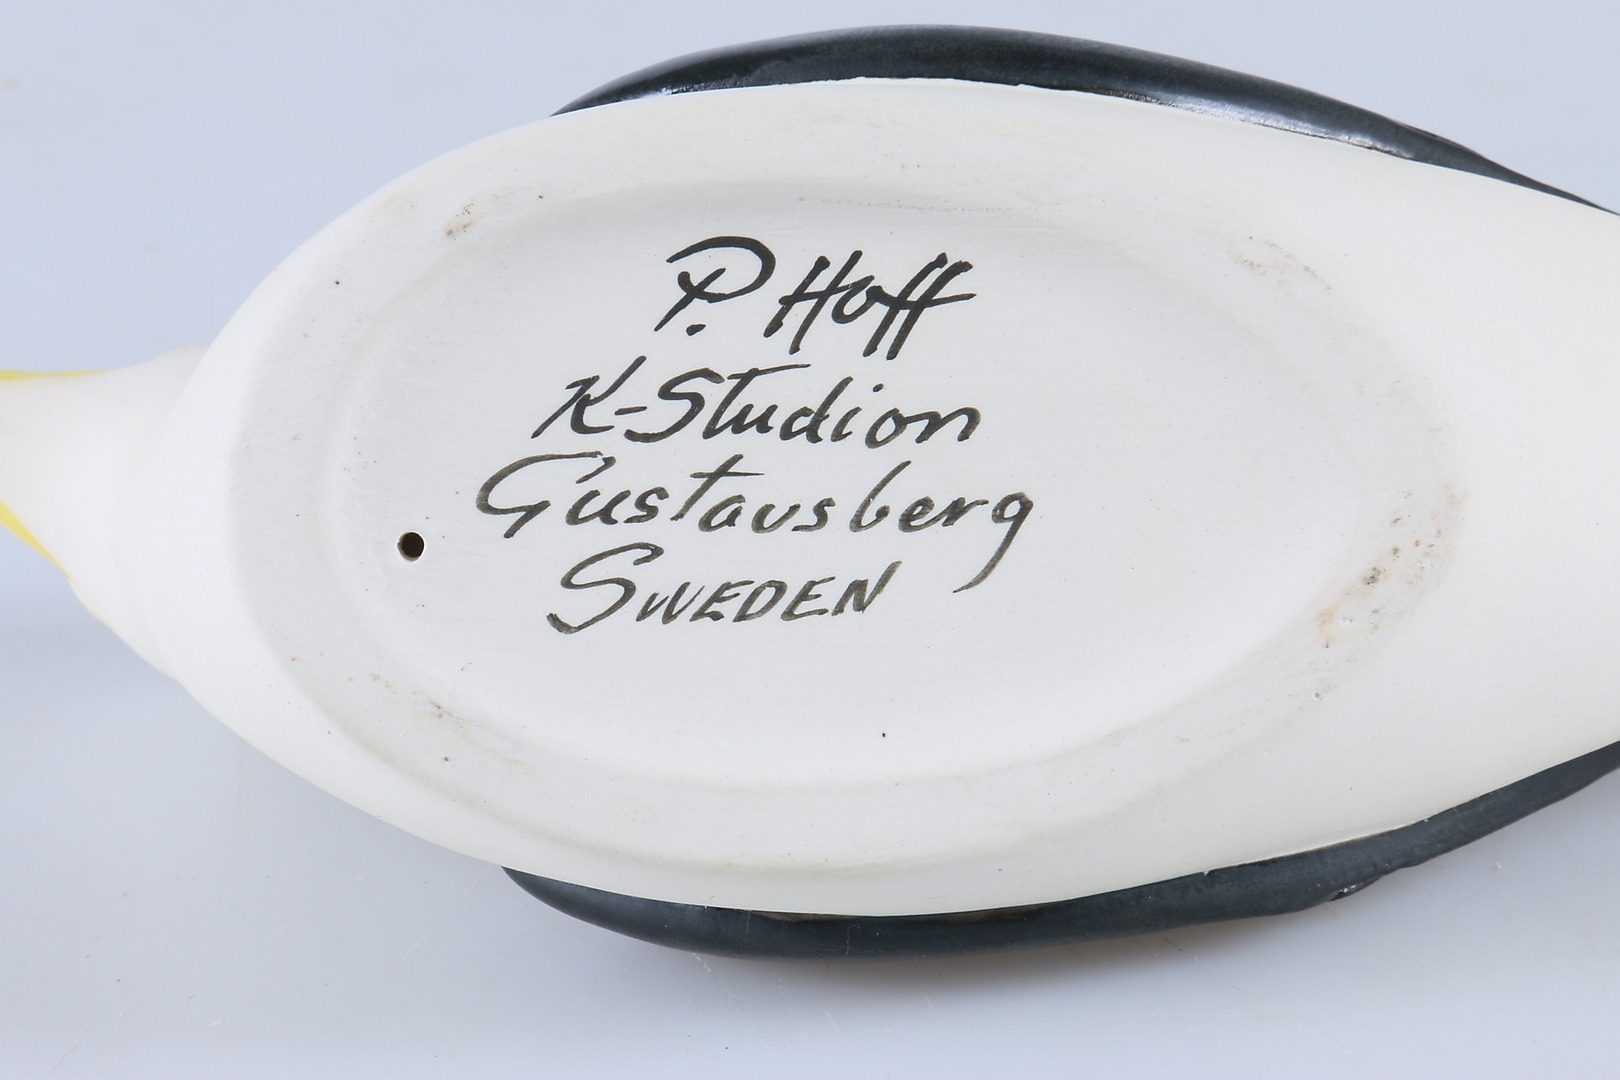 P. Hoff
K-Studion
Gustavsberg
SWEDEN